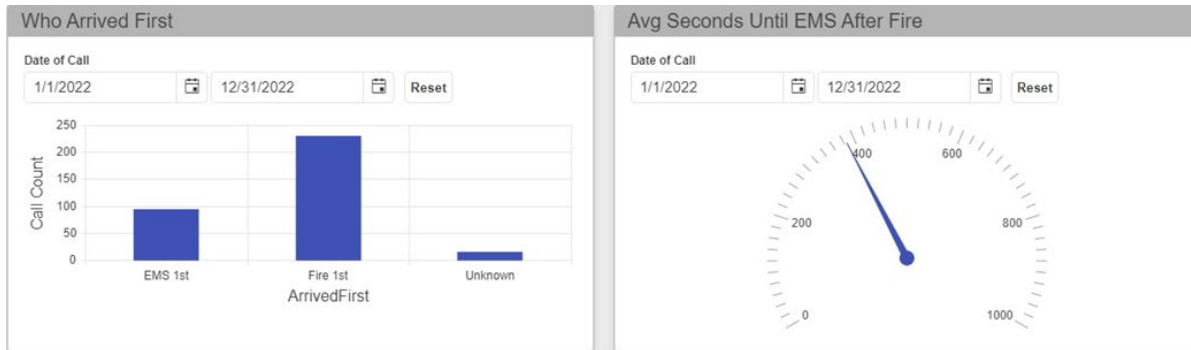 Who Arrived First
Date of Call
1/1/2022
12/31/2022
Reset
250
200
150
100
50
0
Call Count
EMS 1st
Fire 1st
Unknown
ArrivedFirst
Avg Seconds Until EMS After Fire
Date of Call
1/1/2022
12/31/2022
Reset
0
200
400
600
800
1000